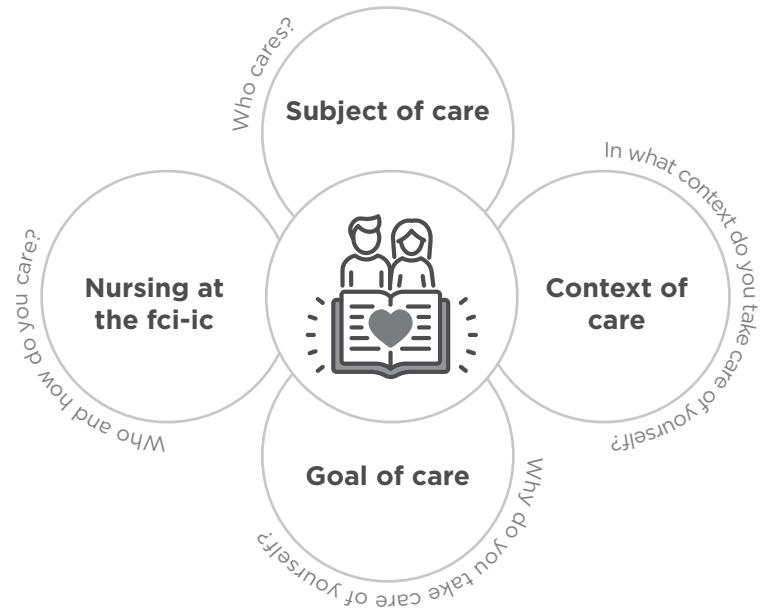 Who cares?
Subject of care
In what context do you take care of yourself?
Context of
care
Who and how do you care?
Nursing at
the fci-ic
Goal of care
Why do you take care of yourself?